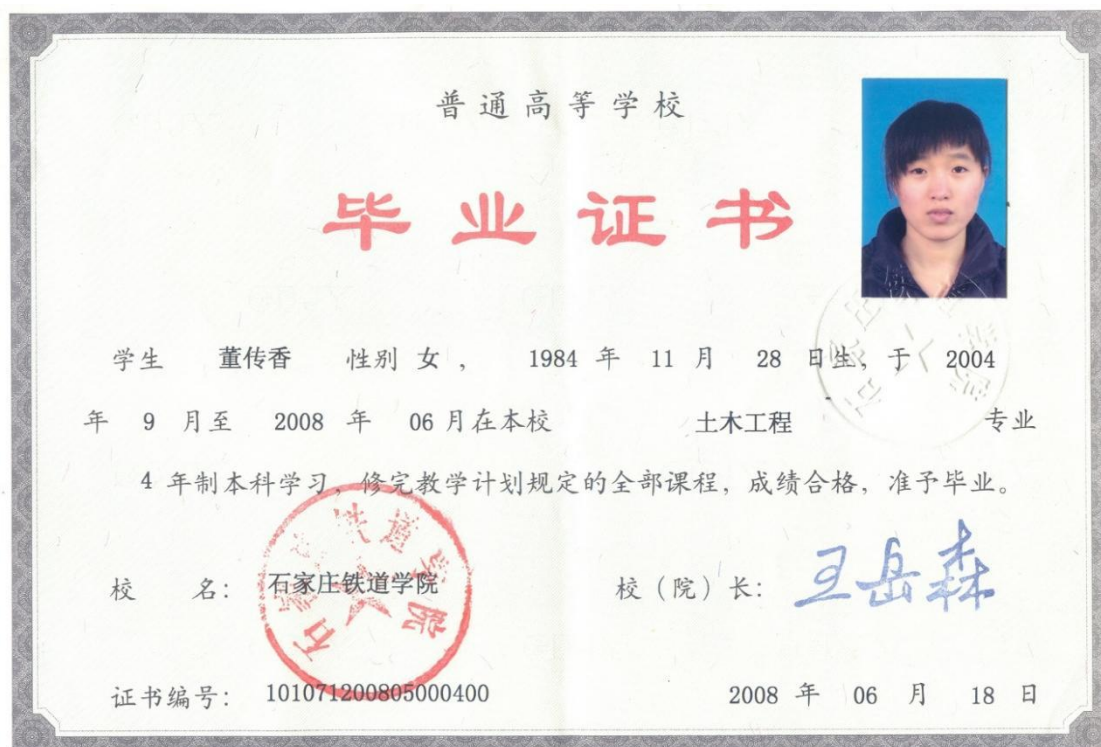 普通高等学校
毕业证书
学生 董传香 性别 女， 1984 年 11 月 28 日生，于 2004
年 9 月至 2008 年 06 月在本校 土木工程 专业
4 年制本科学习，修完教学计划规定的全部课程，成绩合格，准予毕业。
校 名： 石家庄铁道学院 校（院）长： 王岳森
证书编号： 101071200805000400 2008 年 06 月 18 日